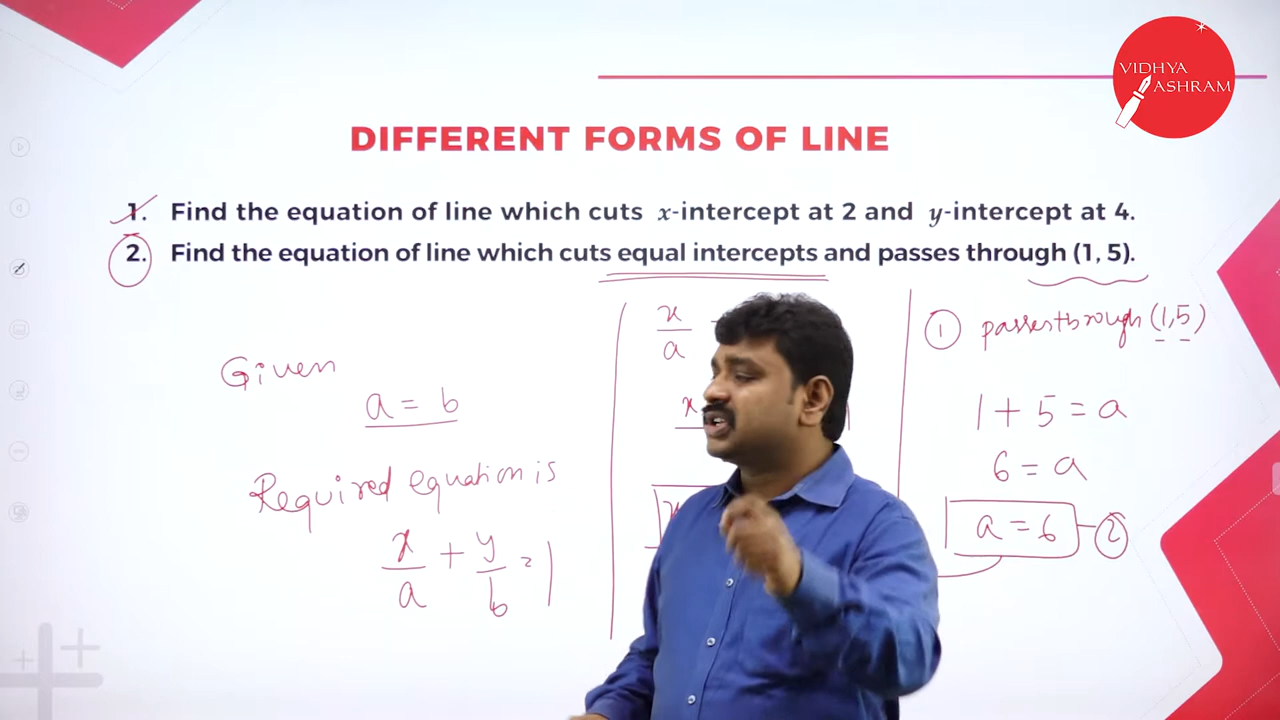 VIDHYA
ASHRAM
DIFFERENT FORMS OF LINE
1. Find the equation of line which cuts x-intercept at 2 and y-intercept at 4.
2. Find the equation of line which cuts equal intercepts and passes through (1, 5).
Given
a = b
Required equation is
x/a + y/b = 1
x/a
x
① passes through (1,5)
1 + 5 = a
6 = a
a = 6 - ②